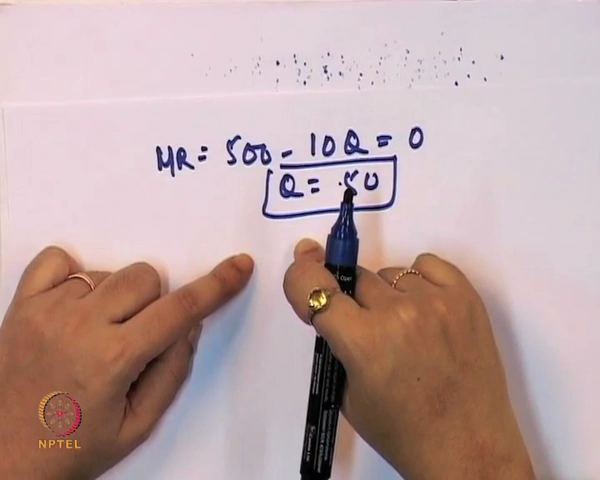 MR = 500 - 10Q = 0
Q = 50
NPTEL